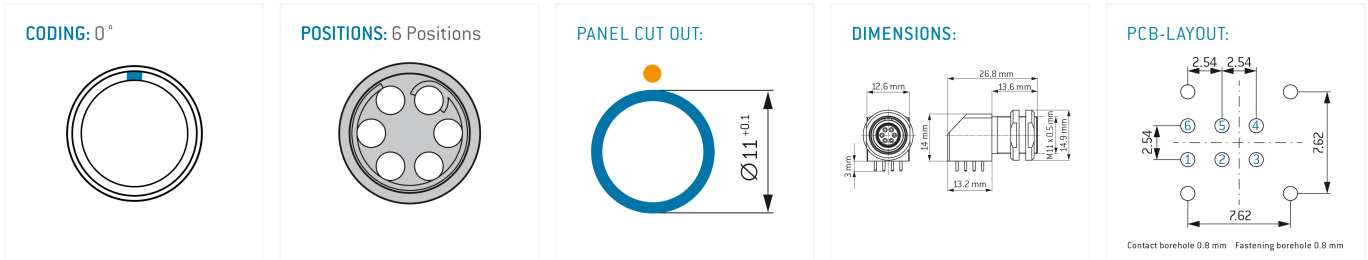 CODING: 0°
POSITIONS: 6 Positions
PANEL CUT OUT:
Ø11 +0.1
DIMENSIONS:
26.8 mm
12.6 mm
13.6 mm
14 mm
M11 x 0.5 mm
14.9 mm
3 mm
13.2 mm
PCB-LAYOUT:
2.54 2.54
6 5 4
2.54
7.62
1 2 3
7.62
Contact borehole 0.8 mm Fastening borehole 0.8 mm